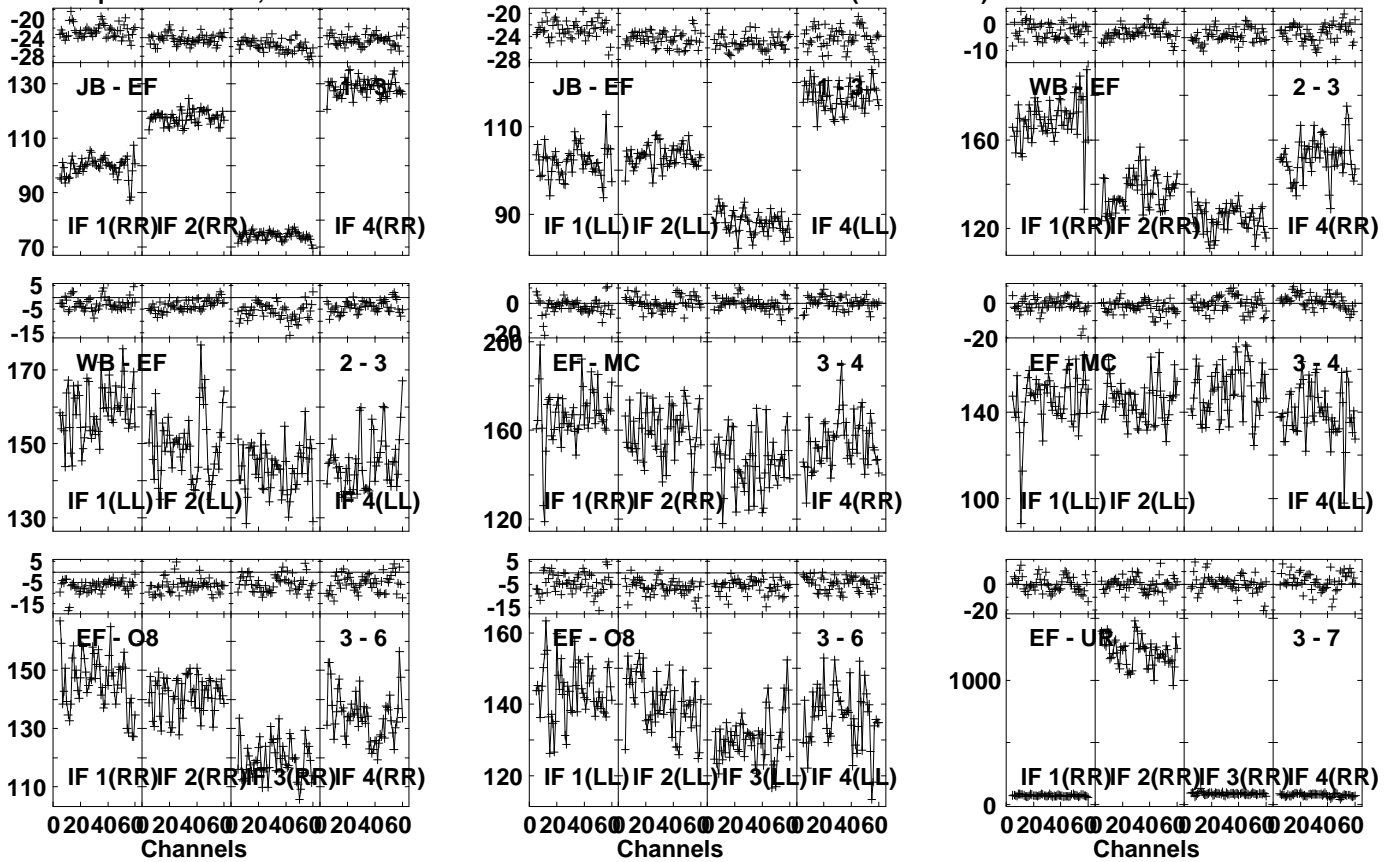 -20
-24
-28
130
110
90
70
JB - EF
IF 1(RR)
IF 2(RR)
IF 4(RR)
-20
-24
-28
110
90
JB - EF
1 - 3
IF 1(LL)
IF 2(LL)
IF 4(LL)
0
-10
160
120
WB - EF
2 - 3
IF 1(RR)
IF 2(RR)
IF 4(RR)
5
-5
-15
170
150
130
WB - EF
2 - 3
IF 1(LL)
IF 2(LL)
IF 4(LL)
0
-20
200
160
120
EF - MC
3 - 4
IF 1(RR)
IF 2(RR)
IF 4(RR)
0
-20
140
100
EF - MC
3 - 4
IF 1(LL)
IF 2(LL)
IF 4(LL)
5
-5
-15
150
130
110
EF - O8
3 - 6
IF 1(RR)
IF 2(RR)
IF 3(RR)
IF 4(RR)
0 20 40 60 0 20 40 60 0 20 40 60 0 20 40 60
Channels
5
-5
-15
160
140
120
EF - O8
3 - 6
IF 1(LL)
IF 2(LL)
IF 3(LL)
IF 4(LL)
0 20 40 60 0 20 40 60 0 20 40 60 0 20 40 60
Channels
0
-20
1000
0
EF - UR
3 - 7
IF 1(RR)
IF 2(RR)
IF 3(RR)
IF 4(RR)
0 20 40 60 0 20 40 60 0 20 40 60 0 20 40 60
Channels